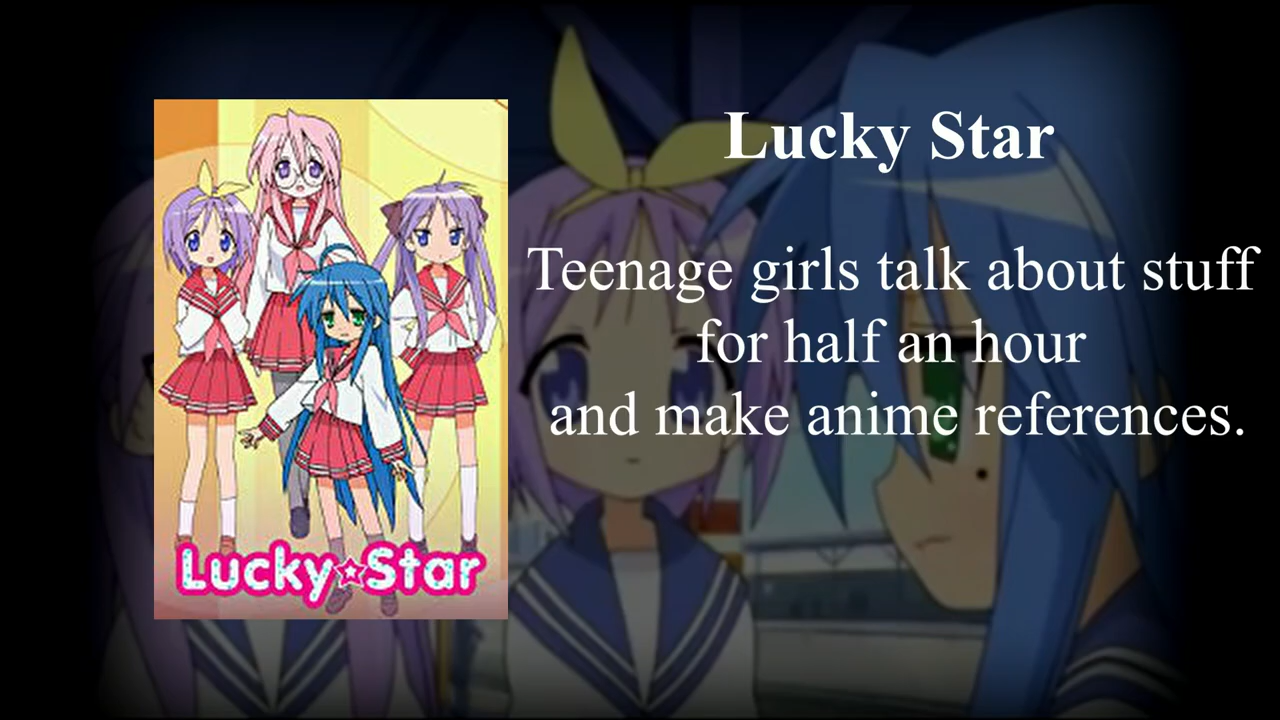 Lucky Star
Teenage girls talk about stuff
for half an hour
and make anime references.
Lucky☆Star